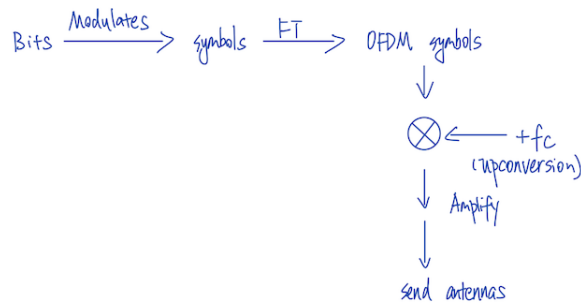 Modulates
Bits symbols FT OFDM symbols
+fc
(upconversion)
Amplify
send antennas